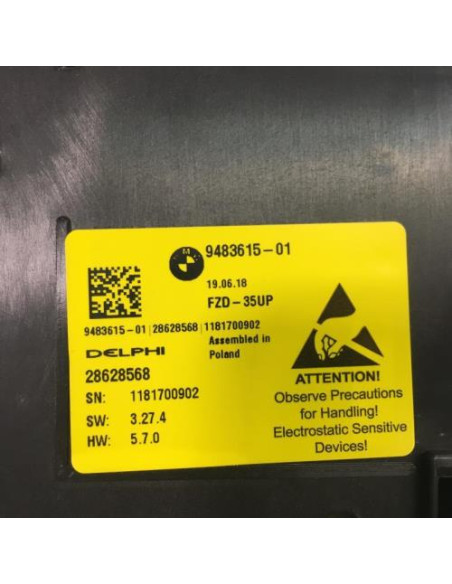 9483615-01
19.06.18
FZD-35UP
9483615-01|28628568|1181700902
DELPHI
Assembled in
Poland
28628568
SN: 1181700902
SW: 3.27.4
HW: 5.7.0
ATTENTION!
Observe Precautions
for Handling!
Electrostatic Sensitive
Devices!